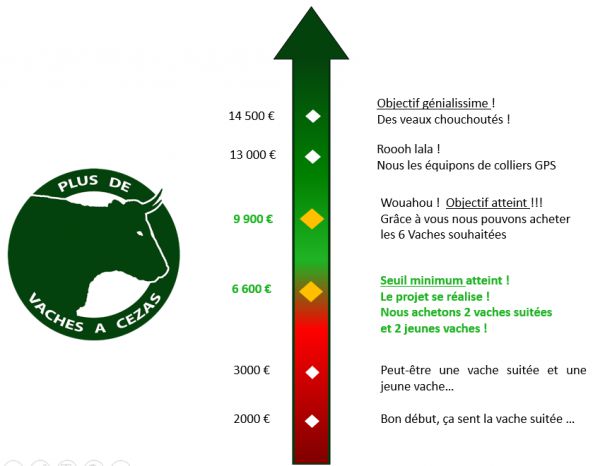 PLUS DE
VACHES A CEZAS
14 500 €
Objectif génialissime !
Des veaux chouchoutés !
13 000 €
Roooh lala !
Nous les équipons de colliers GPS
9 900 €
Wouahou ! Objectif atteint !!!
Grâce à vous nous pouvons acheter
les 6 Vaches souhaitées
6 600 €
Seuil minimum atteint !
Le projet se réalise !
Nous achetons 2 vaches suitées
et 2 jeunes vaches !
3000 €
Peut-être une vache suitée et une
jeune vache...
2000 €
Bon début, ça sent la vache suitée ...